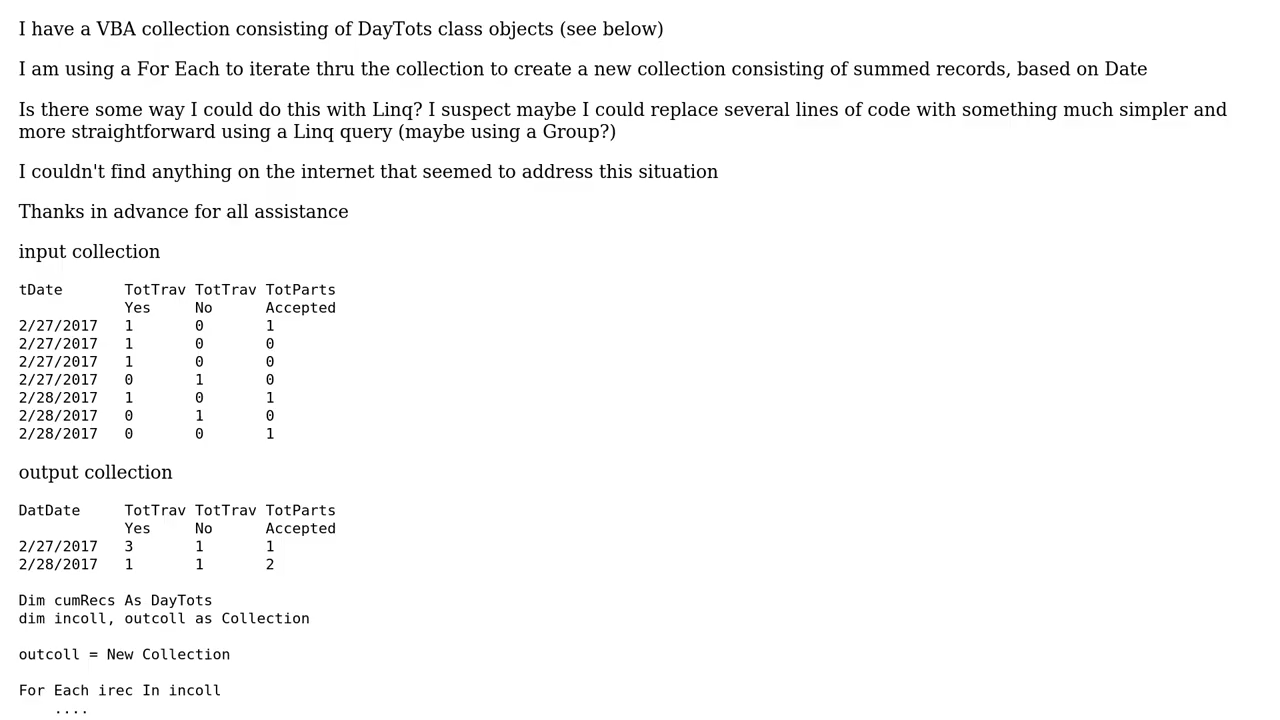 I have a VBA collection consisting of DayTots class objects (see below)
I am using a For Each to iterate thru the collection to create a new collection consisting of summed records, based on Date
Is there some way I could do this with Linq? I suspect maybe I could replace several lines of code with something much simpler and
more straightforward using a Linq query (maybe using a Group?)
I couldn't find anything on the internet that seemed to address this situation
Thanks in advance for all assistance
input collection
tDate       TotTrav TotTrav TotParts
            Yes     No      Accepted
2/27/2017   1       0       1
2/27/2017   1       0       0
2/27/2017   1       0       0
2/27/2017   0       1       0
2/28/2017   1       0       1
2/28/2017   0       1       0
2/28/2017   0       0       1
output collection
DatDate     TotTrav TotTrav TotParts
            Yes     No      Accepted
2/27/2017   3       1       1
2/28/2017   1       1       2
Dim cumRecs As DayTots
dim incoll, outcoll as Collection
outcoll = New Collection
For Each irec In incoll
    ....